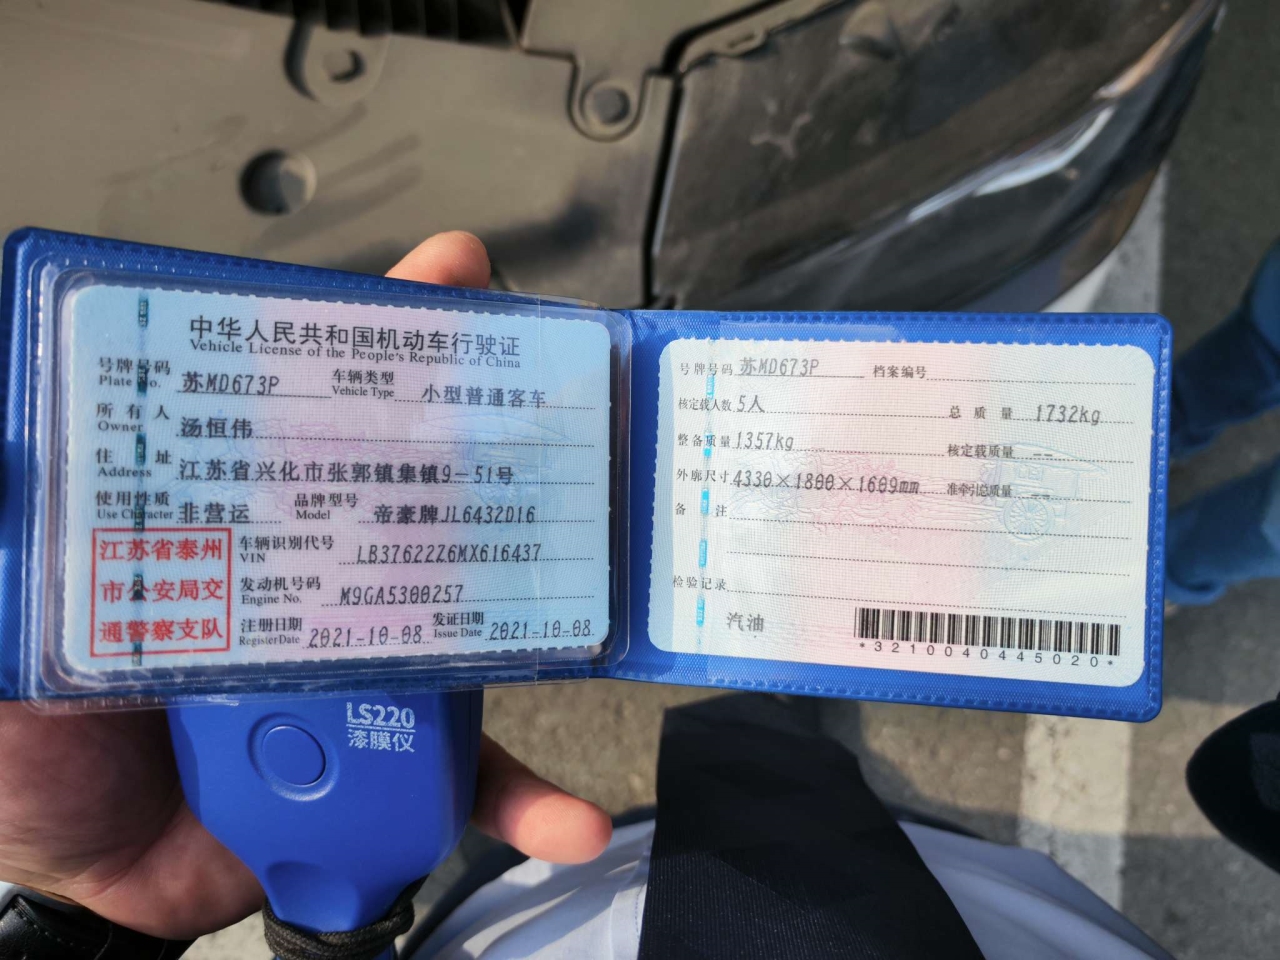 中华人民共和国机动车行驶证
Vehicle License of the People's Republic of China
号牌号码 苏MD673P 车辆类型 小型普通客车
Plate No. Vehicle Type
所有人 汤恒伟
Owner
住址 江苏省兴化市张郭镇集镇9-51号
Address
使用性质 非营运 品牌型号 帝豪牌JL6432D16
Use Character Model
江苏省泰州
市公安局交
通警察支队
车辆识别代号 LB37622Z6MX616437
VIN
发动机号码 M9GA5300257
Engine No.
注册日期 2021-10-08 发证日期 2021-10-08
Register Date Issue Date
号牌号码 苏MD673P 档案编号
核定载人数 5人 总质量 1732kg
整备质量 1357kg 核定载质量 --
外廓尺寸 4330×1800×1609mm 准牵引总质量 --
备注
检验记录
汽油
*3210040445020*
LS220
漆膜仪